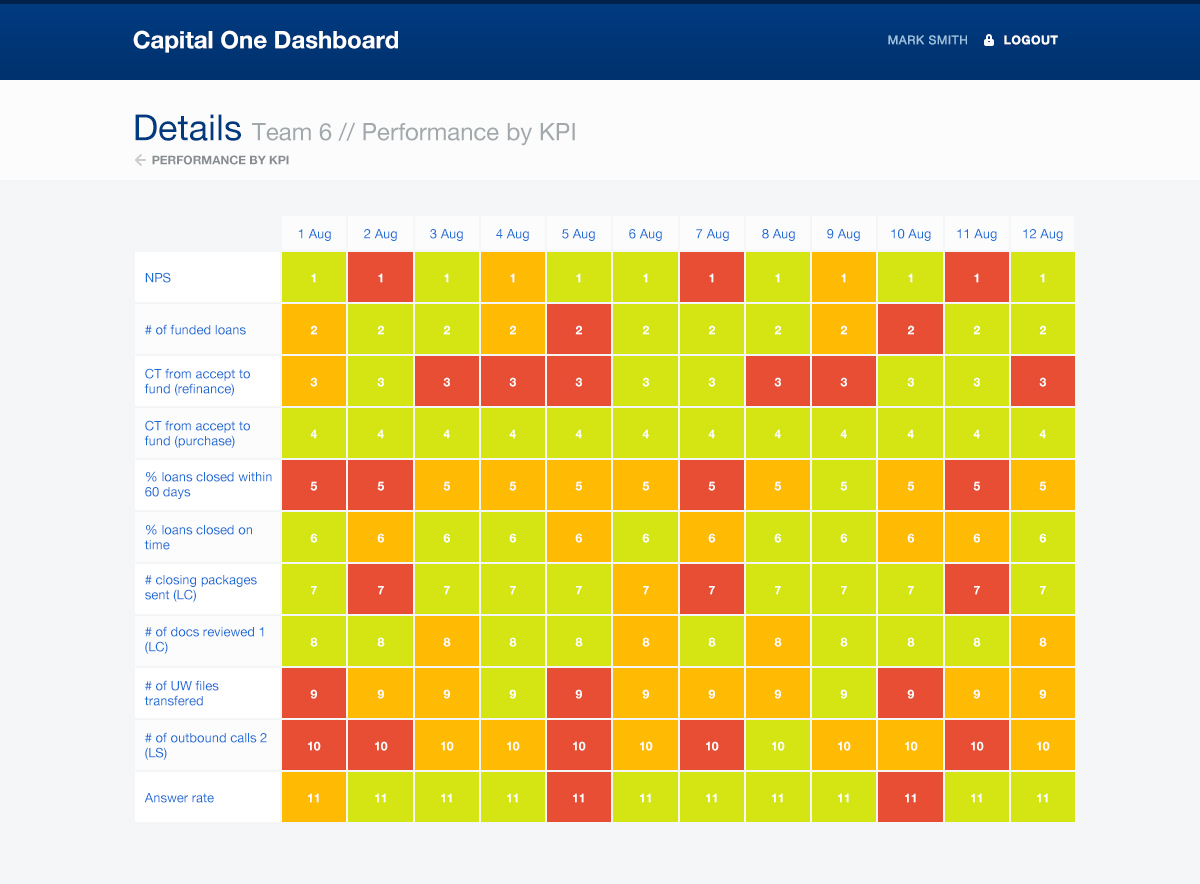 Capital One Dashboard
MARK SMITH LOGOUT
Details Team 6 // Performance by KPI
PERFORMANCE BY KPI
1 Aug 2 Aug 3 Aug 4 Aug 5 Aug 6 Aug 7 Aug 8 Aug 9 Aug 10 Aug 11 Aug 12 Aug
NPS 1 1 1 1 1 1 1 1 1 1 1 1
# of funded loans 2 2 2 2 2 2 2 2 2 2 2 2
CT from accept to
fund (refinance) 3 3 3 3 3 3 3 3 3 3 3 3
CT from accept to
fund (purchase) 4 4 4 4 4 4 4 4 4 4 4 4
% loans closed within
60 days 5 5 5 5 5 5 5 5 5 5 5 5
% loans closed on
time 6 6 6 6 6 6 6 6 6 6 6 6
# closing packages
sent (LC) 7 7 7 7 7 7 7 7 7 7 7 7
# of docs reviewed 1
(LC) 8 8 8 8 8 8 8 8 8 8 8 8
# of UW files
transfered 9 9 9 9 9 9 9 9 9 9 9 9
# of outbound calls 2
(LS) 10 10 10 10 10 10 10 10 10 10 10 10
Answer rate 11 11 11 11 11 11 11 11 11 11 11 11